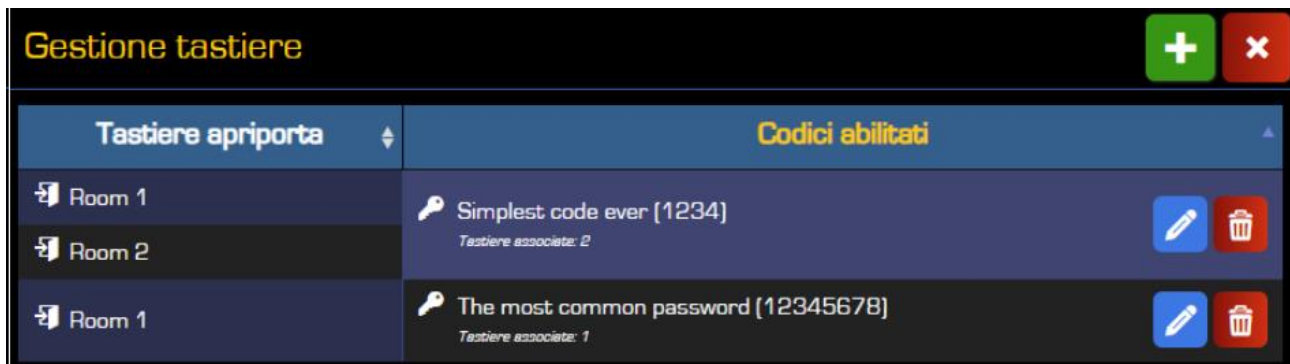 Gestione tastiere
Tastiere apriporta
Codici abilitati
Room 1
Room 2
Simplest code ever (1234)
Tastiere associate: 2
Room 1
The most common password (12345678)
Tastiere associate: 1